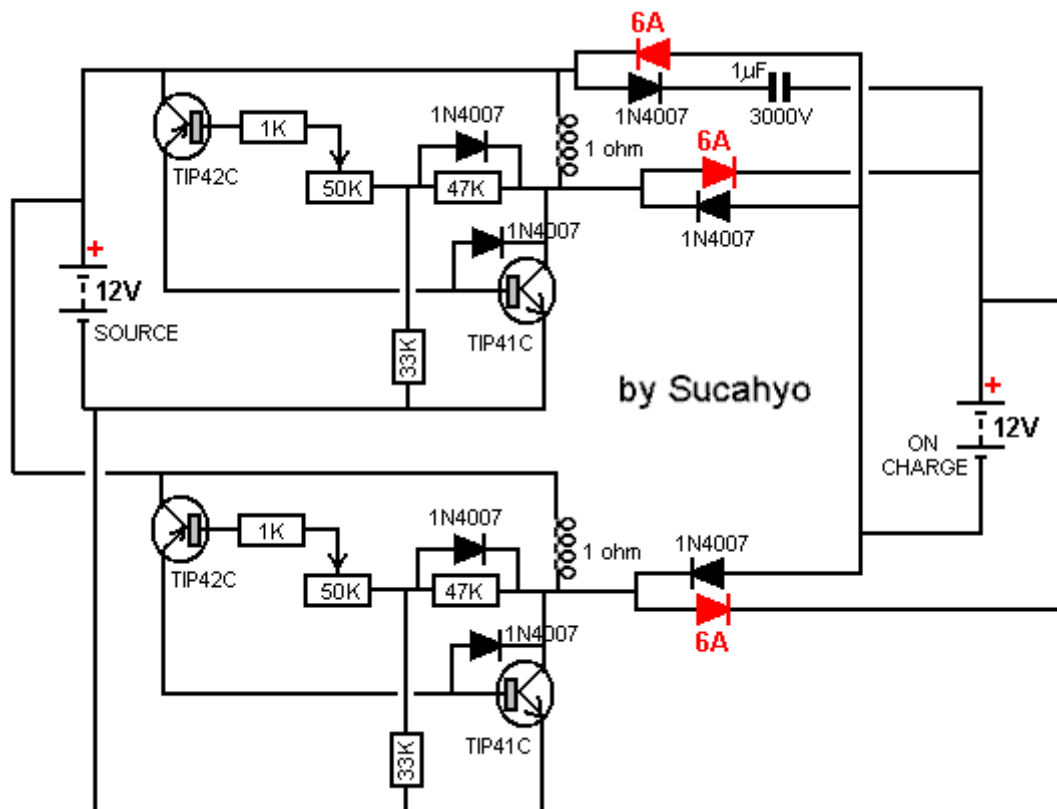 6A
1µF
1N4007
3000V
1N4007
1K
1 ohm
6A
TIP42C
50K
47K
1N4007
1N4007
+
12V
SOURCE
33K
TIP41C
by Sucahyo
+
12V
ON
CHARGE
1N4007
1K
1 ohm
1N4007
TIP42C
50K
47K
1N4007
6A
33K
TIP41C